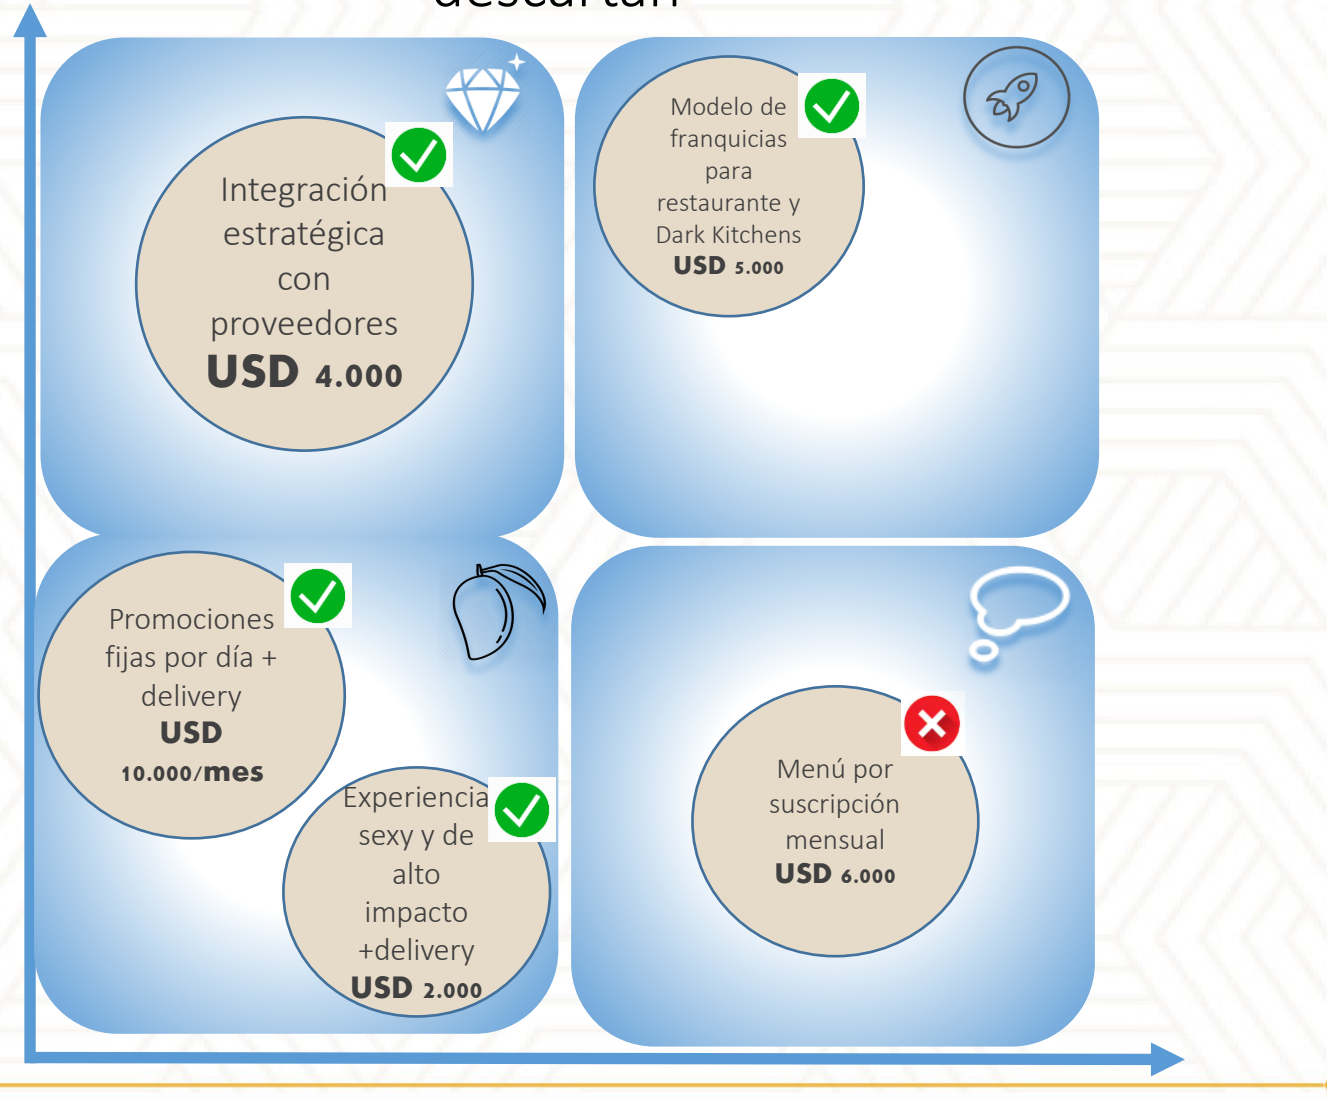 descartan
Integración
estratégica
con
proveedores
USD 4.000
Modelo de
franquicias
para
restaurante y
Dark Kitchens
USD 5.000
Promociones
fijas por día +
delivery
USD
10.000/mes
Experiencia
sexy y de
alto
impacto
+delivery
USD 2.000
Menú por
suscripción
mensual
USD 6.000